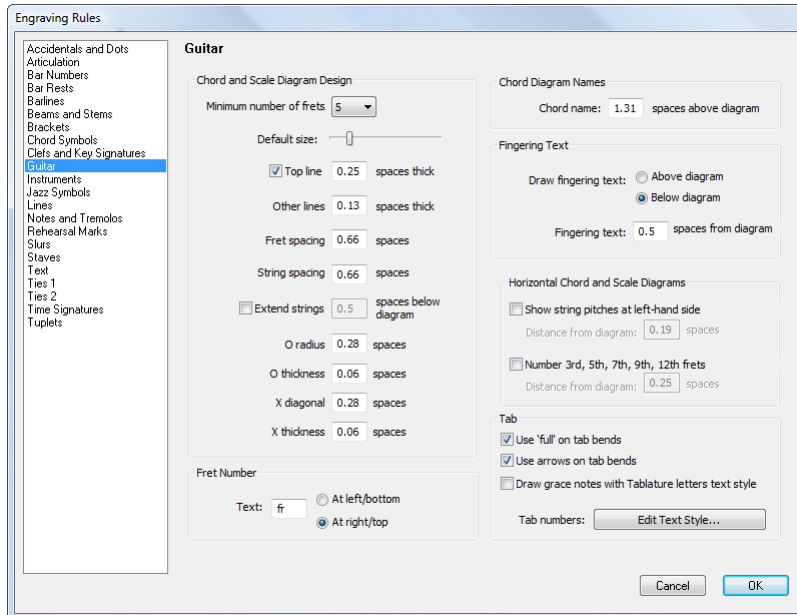 Engraving Rules
Accidentals and Dots
Articulation
Bar Numbers
Bar Rests
Barlines
Beams and Stems
Brackets
Chord Symbols
Clefs and Key Signatures
Guitar
Instruments
Jazz Symbols
Lines
Notes and Tremolos
Rehearsal Marks
Slurs
Staves
Text
Ties 1
Ties 2
Time Signatures
Tuplets
Guitar
Chord and Scale Diagram Design
Minimum number of frets 5
Default size:
Top line 0.25 spaces thick
Other lines 0.13 spaces thick
Fret spacing 0.66 spaces
String spacing 0.66 spaces
Extend strings 0.5 spaces below
diagram
O radius 0.28 spaces
O thickness 0.06 spaces
X diagonal 0.28 spaces
X thickness 0.06 spaces
Fret Number
Text: fr
At left/bottom
At right/top
Chord Diagram Names
Chord name: 1.31 spaces above diagram
Fingering Text
Draw fingering text: Above diagram
Below diagram
Fingering text: 0.5 spaces from diagram
Horizontal Chord and Scale Diagrams
Show string pitches at left-hand side
Distance from diagram: 0.19 spaces
Number 3rd, 5th, 7th, 9th, 12th frets
Distance from diagram: 0.25 spaces
Tab
Use 'full' on tab bends
Use arrows on tab bends
Draw grace notes with Tablature letters text style
Tab numbers: Edit Text Style...
Cancel OK